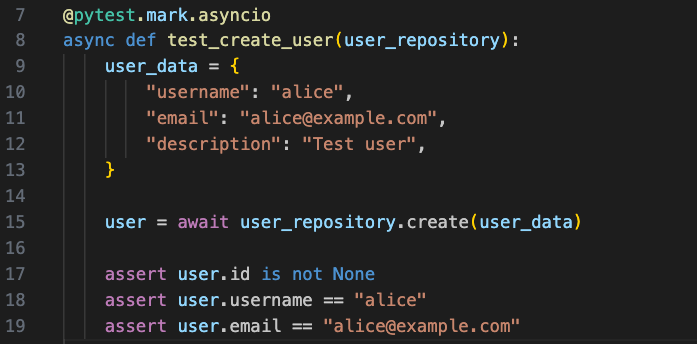 7 @pytest.mark.asyncio
8 async def test_create_user(user_repository):
9     user_data = {
10         "username": "alice",
11         "email": "alice@example.com",
12         "description": "Test user",
13     }
14
15     user = await user_repository.create(user_data)
16
17     assert user.id is not None
18     assert user.username == "alice"
19     assert user.email == "alice@example.com"